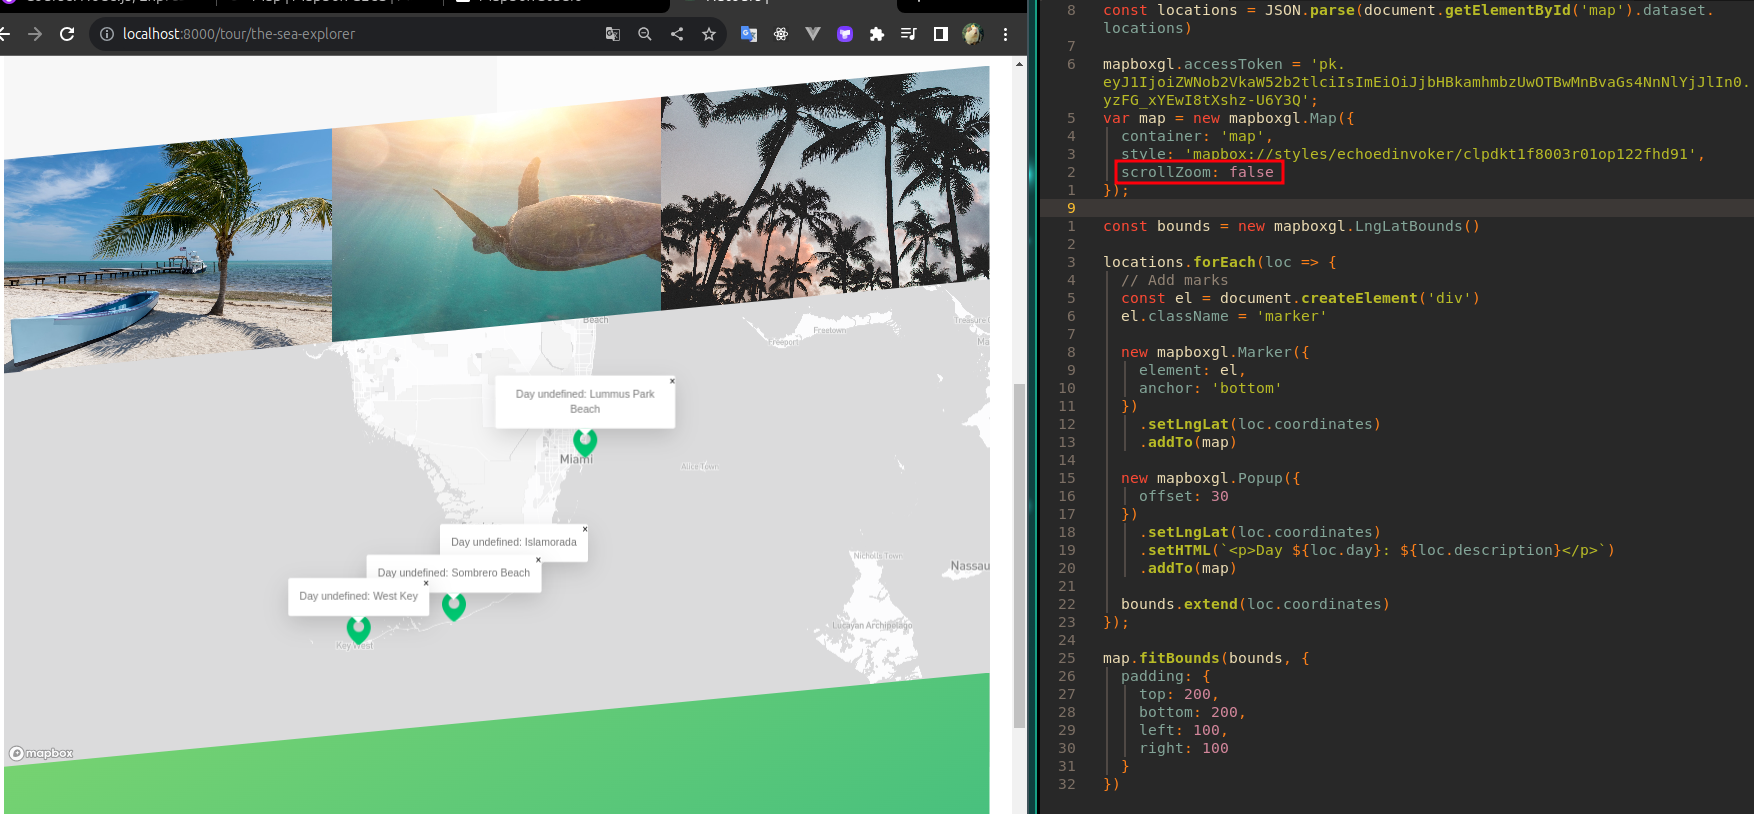 localhost:8000/tour/the-sea-explorer
Beach
Freetown
Freeport
Treasure
Day undefined: Lummus Park
Beach
×
Miami
Alice Town
Day undefined: Islamorada
×
Day undefined: Sombrero Beach
×
Day undefined: West Key
×
Key West
Nicholls Town
Nassau
Lucayan Archipelago
mapbox
8 const locations = JSON.parse(document.getElementById('map').dataset.
locations)
7
6 mapboxgl.accessToken = 'pk.
eyJ1IjoiZWNob2VkaW52b2tlciIsImEiOiJjbHBkamhmbzUwOTBwMnBvaGs4NnNlYjJlIn0.
yzFG_xYEwI8tXshz-U6Y3Q';
5 var map = new mapboxgl.Map({
4 container: 'map',
3 style: 'mapbox://styles/echoedinvoker/clpdkt1f8003r01op122fhd91',
2 scrollZoom: false
1 });
9
1 const bounds = new mapboxgl.LngLatBounds()
2
3 locations.forEach(loc => {
4 // Add marks
5 const el = document.createElement('div')
6 el.className = 'marker'
7
8 new mapboxgl.Marker({
9 element: el,
10 anchor: 'bottom'
11 })
12 .setLngLat(loc.coordinates)
13 .addTo(map)
14
15 new mapboxgl.Popup({
16 offset: 30
17 })
18 .setLngLat(loc.coordinates)
19 .setHTML(`<p>Day ${loc.day}: ${loc.description}</p>`)
20 .addTo(map)
21
22 bounds.extend(loc.coordinates)
23 });
24
25 map.fitBounds(bounds, {
26 padding: {
27 top: 200,
28 bottom: 200,
29 left: 100,
30 right: 100
31 }
32 })